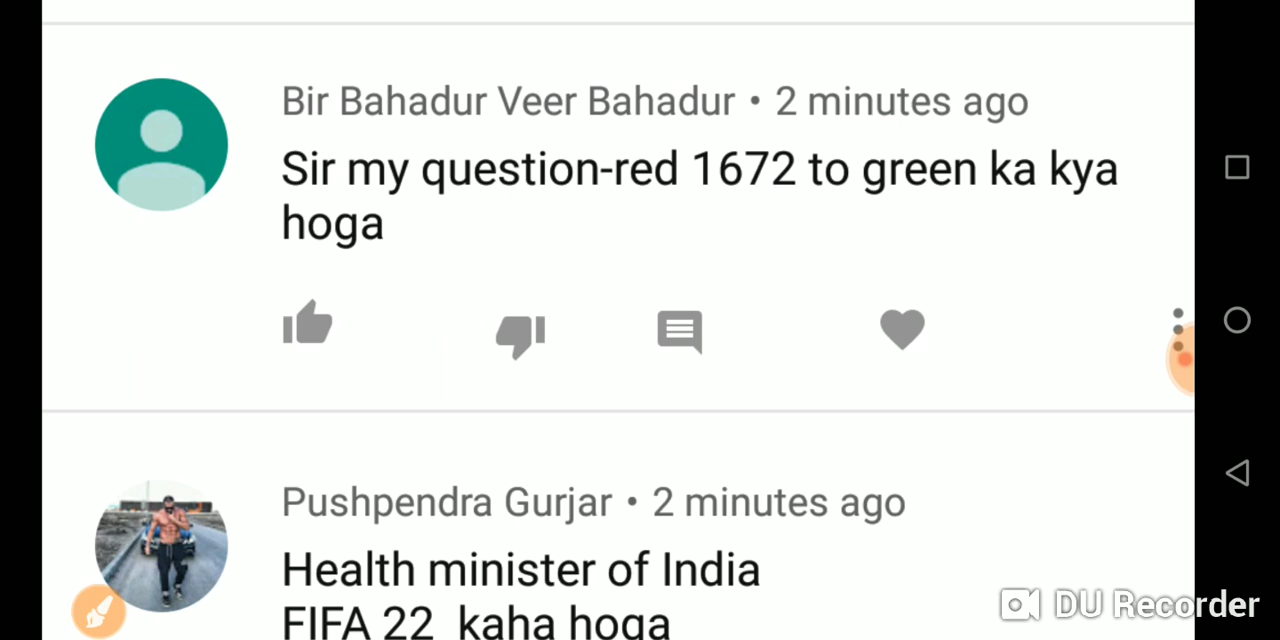 Bir Bahadur Veer Bahadur • 2 minutes ago
Sir my question-red 1672 to green ka kya
hoga
Pushpendra Gurjar • 2 minutes ago
Health minister of India
FIFA 22 kaha hoga
DU Recorder